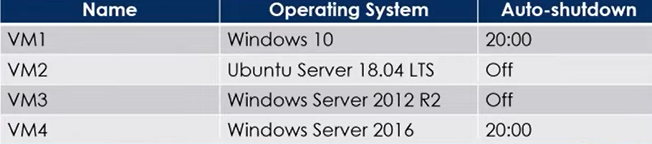 Name Operating System Auto-shutdown
VM1 Windows 10 20:00
VM2 Ubuntu Server 18.04 LTS Off
VM3 Windows Server 2012 R2 Off
VM4 Windows Server 2016 20:00